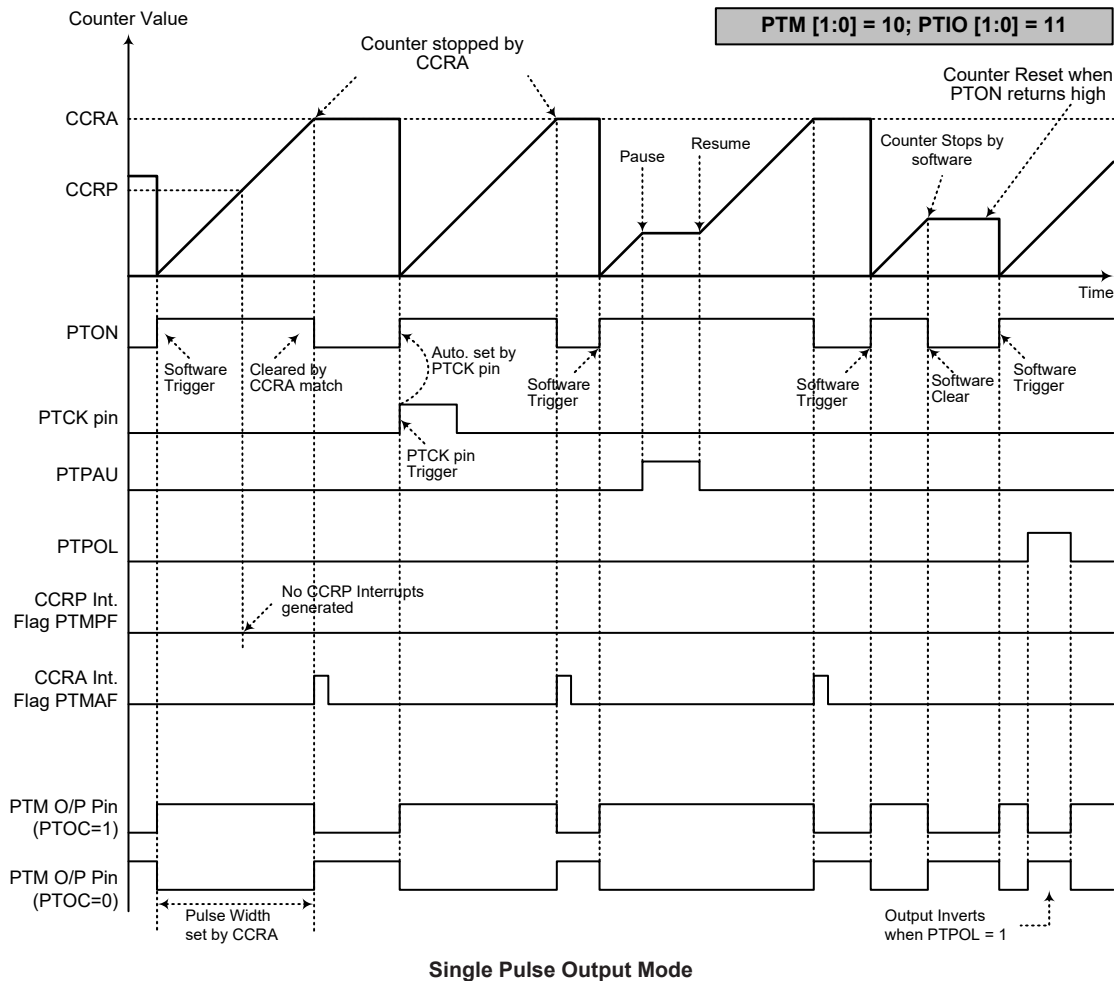 Counter Value
PTM [1:0] = 10; PTIO [1:0] = 11
Counter stopped by
CCRA
Counter Reset when
PTON returns high
CCRA
Pause
Resume
Counter Stops by
software
CCRP
Time
PTON
Software
Trigger
Cleared by
CCRA match
Auto. set by
PTCK pin
Software
Trigger
Software
Trigger
Software
Clear
Software
Trigger
PTCK pin
PTCK pin
Trigger
PTPAU
PTPOL
No CCRP Interrupts
generated
CCRP Int.
Flag PTMPF
CCRA Int.
Flag PTMAF
PTM O/P Pin
(PTOC=1)
PTM O/P Pin
(PTOC=0)
Pulse Width
set by CCRA
Output Inverts
when PTPOL = 1
Single Pulse Output Mode